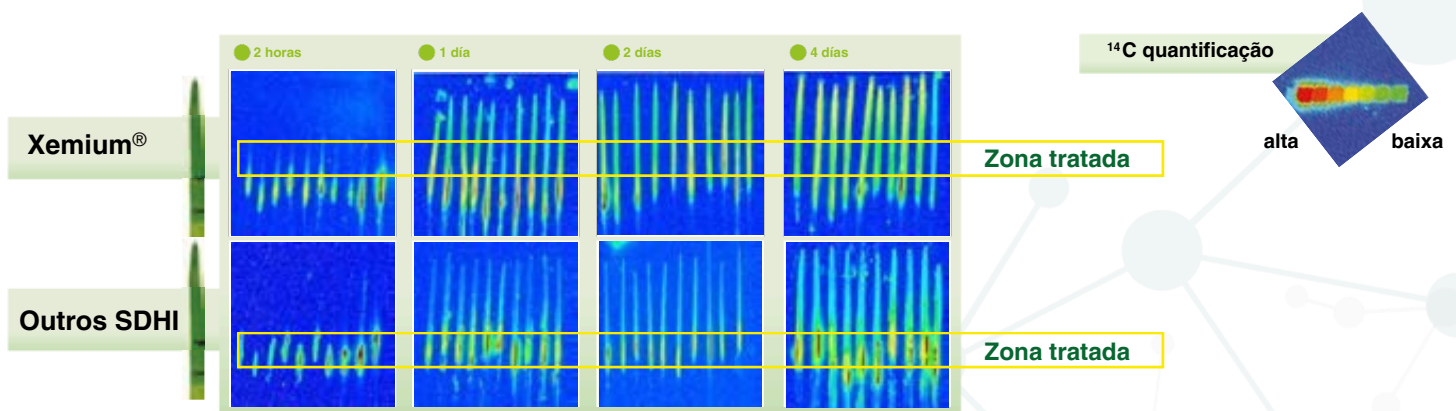 2 horas
1 día
2 días
4 días
¹⁴C quantificação
alta
baixa
Xemium®
Zona tratada
Outros SDHI
Zona tratada